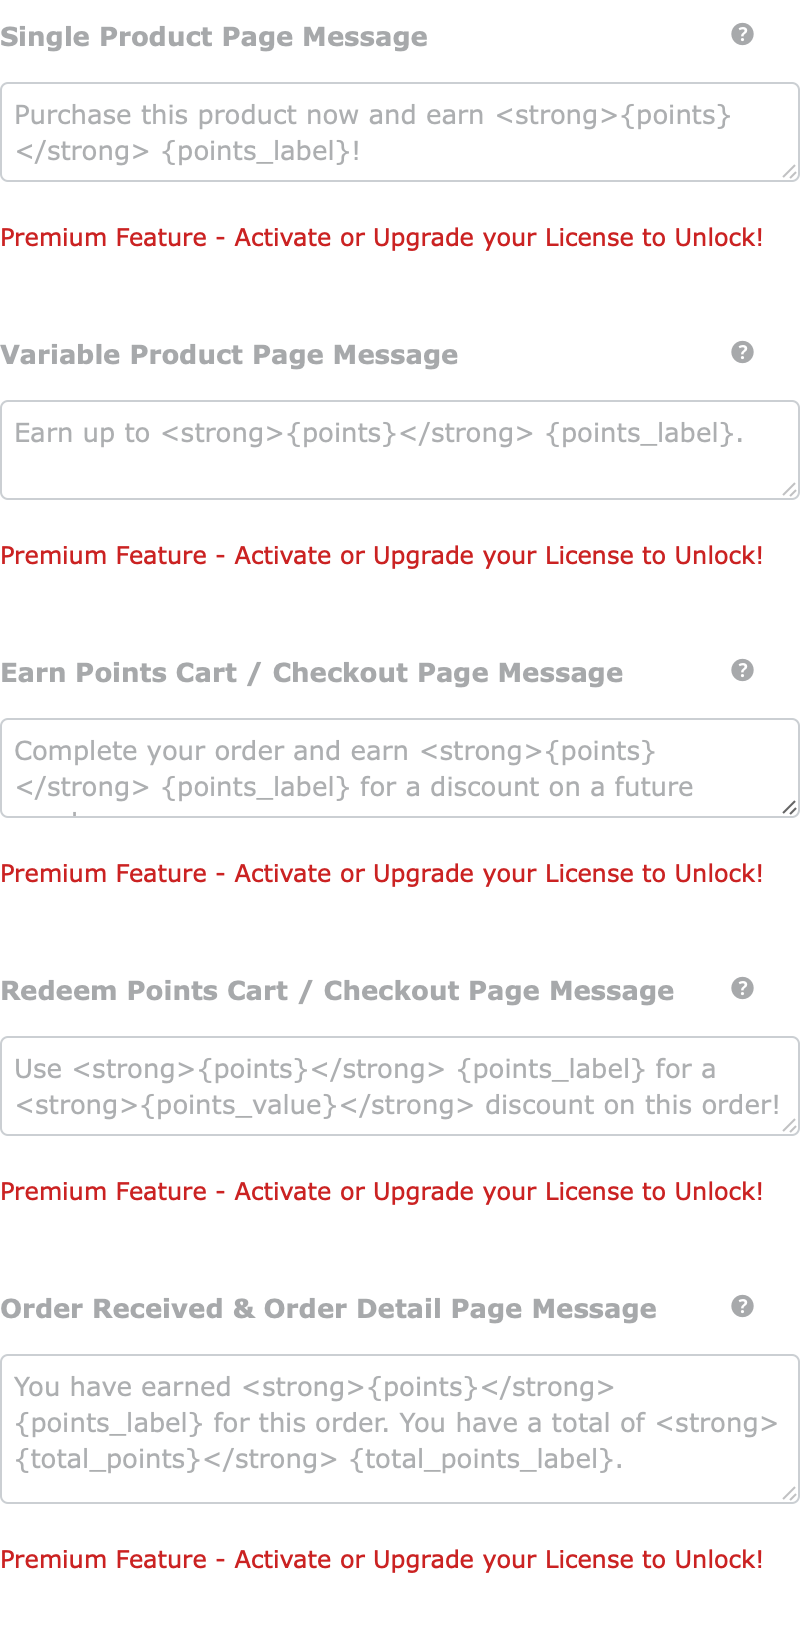 Single Product Page Message
Purchase this product now and earn <strong>{points}
</strong> {points_label}!
Premium Feature - Activate or Upgrade your License to Unlock!
Variable Product Page Message
Earn up to <strong>{points}</strong> {points_label}.
Premium Feature - Activate or Upgrade your License to Unlock!
Earn Points Cart / Checkout Page Message
Complete your order and earn <strong>{points}
</strong> {points_label} for a discount on a future
Premium Feature - Activate or Upgrade your License to Unlock!
Redeem Points Cart / Checkout Page Message
Use <strong>{points}</strong> {points_label} for a
<strong>{points_value}</strong> discount on this order!
Premium Feature - Activate or Upgrade your License to Unlock!
Order Received & Order Detail Page Message
You have earned <strong>{points}</strong>
{points_label} for this order. You have a total of <strong>
{total_points}</strong> {total_points_label}.
Premium Feature - Activate or Upgrade your License to Unlock!